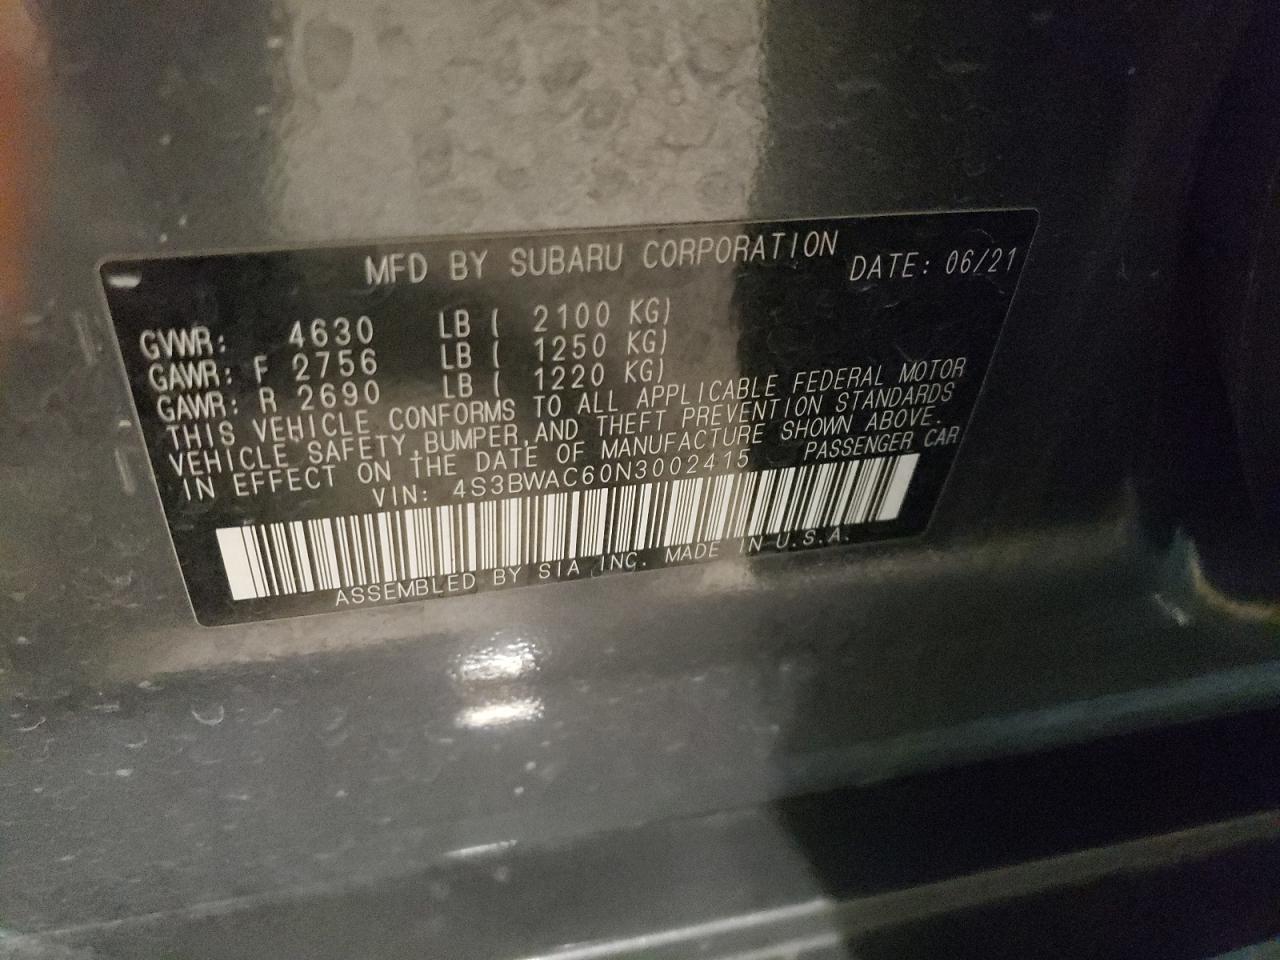 MFD BY SUBARU CORPORATION DATE: 06/21
GVWR: 4630 LB ( 2100 KG)
GAWR: F 2756 LB ( 1250 KG)
GAWR: R 2690 LB ( 1220 KG)
THIS VEHICLE CONFORMS TO ALL APPLICABLE FEDERAL MOTOR
VEHICLE SAFETY,BUMPER,AND THEFT PREVENTION STANDARDS
IN EFFECT ON THE DATE OF MANUFACTURE SHOWN ABOVE.
VIN: 4S3BWAC60N3002415 PASSENGER CAR
ASSEMBLED BY SIA INC. MADE IN U.S.A.